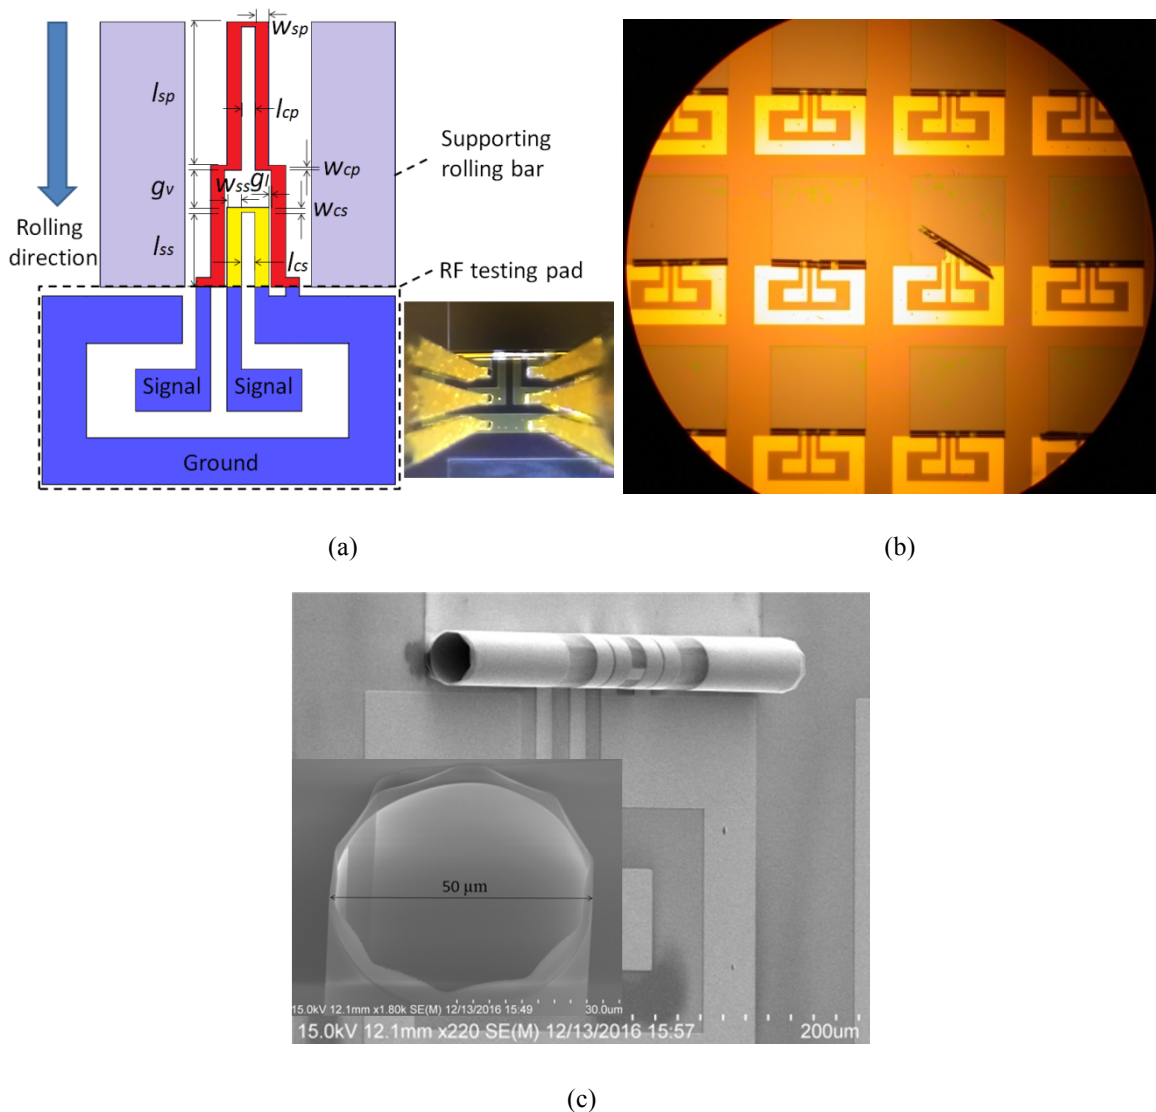 wsp
lsp
lcp
Supporting
rolling bar
wcp
wss
gl
gv
wcs
Rolling
direction
lss
lcs
RF testing pad
Signal
Signal
Ground
(a)
(b)
50 μm
15.0kV 12.1mm x1.80k SE(M) 12/13/2016 15:49
30.0um
15.0kV 12.1mm x220 SE(M) 12/13/2016 15:57
200um
(c)